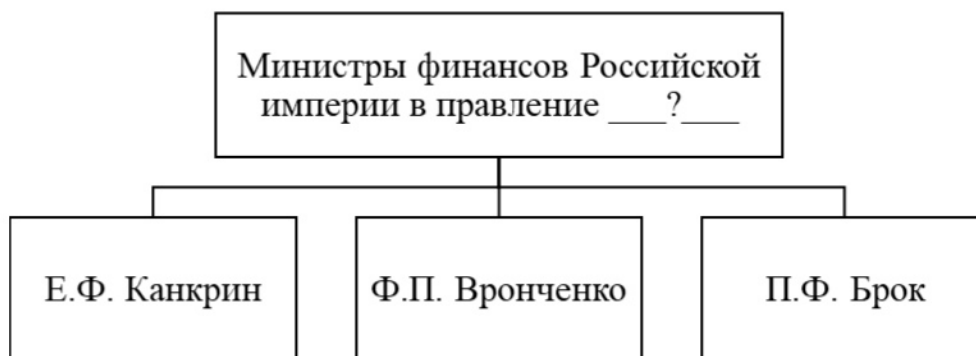 Министры финансов Российской
империи в правление ___?___
Е.Ф. Канкрин
Ф.П. Вронченко
П.Ф. Брок